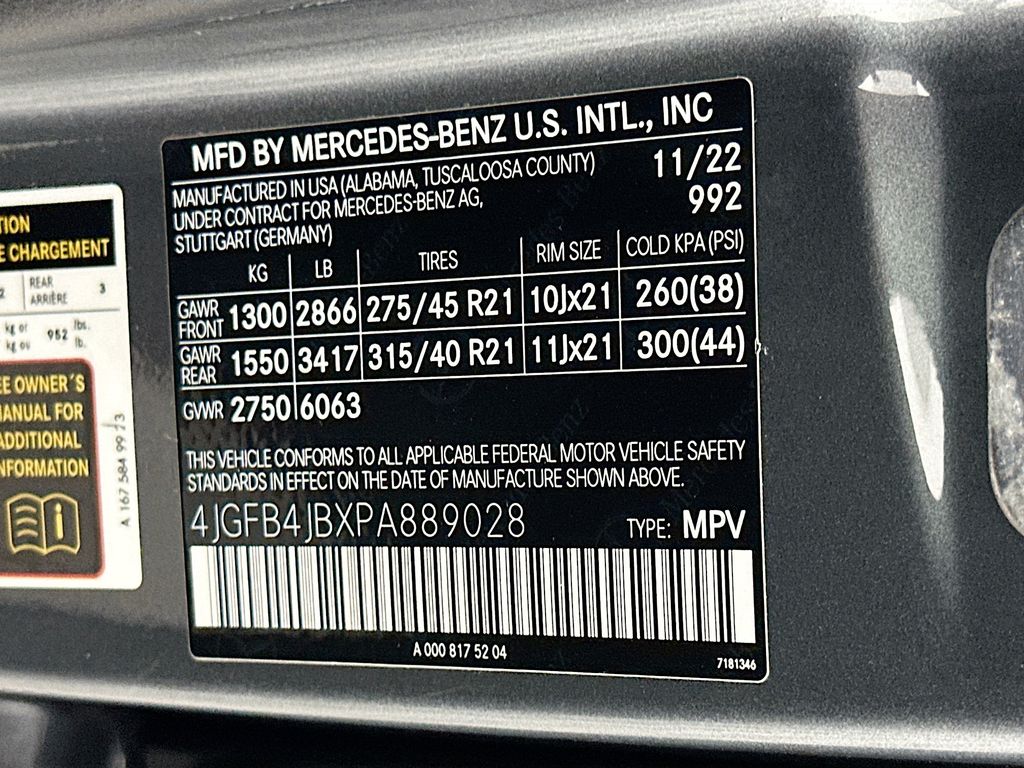 MFD BY MERCEDES-BENZ U.S. INTL., INC
MANUFACTURED IN USA (ALABAMA, TUSCALOOSA COUNTY) 11/22
UNDER CONTRACT FOR MERCEDES-BENZ AG, 992
STUTTGART (GERMANY)
KG LB TIRES RIM SIZE COLD KPA (PSI)
GAWR FRONT 1300 2866 275/45 R21 10Jx21 260(38)
GAWR REAR 1550 3417 315/40 R21 11Jx21 300(44)
GVWR 2750 6063
THIS VEHICLE CONFORMS TO ALL APPLICABLE FEDERAL MOTOR VEHICLE SAFETY
STANDARDS IN EFFECT ON THE DATE OF MANUFACTURE SHOWN ABOVE.
4JGFB4JBXPA889028 TYPE: MPV
A 000 817 52 04
7181346
TION
E CHARGEMENT
2 REAR 3
ARRIÈRE
kg or 952 lbs.
kg ou lb.
EE OWNER'S
MANUAL FOR
ADDITIONAL
NFORMATION
i
A 167 584 99 13